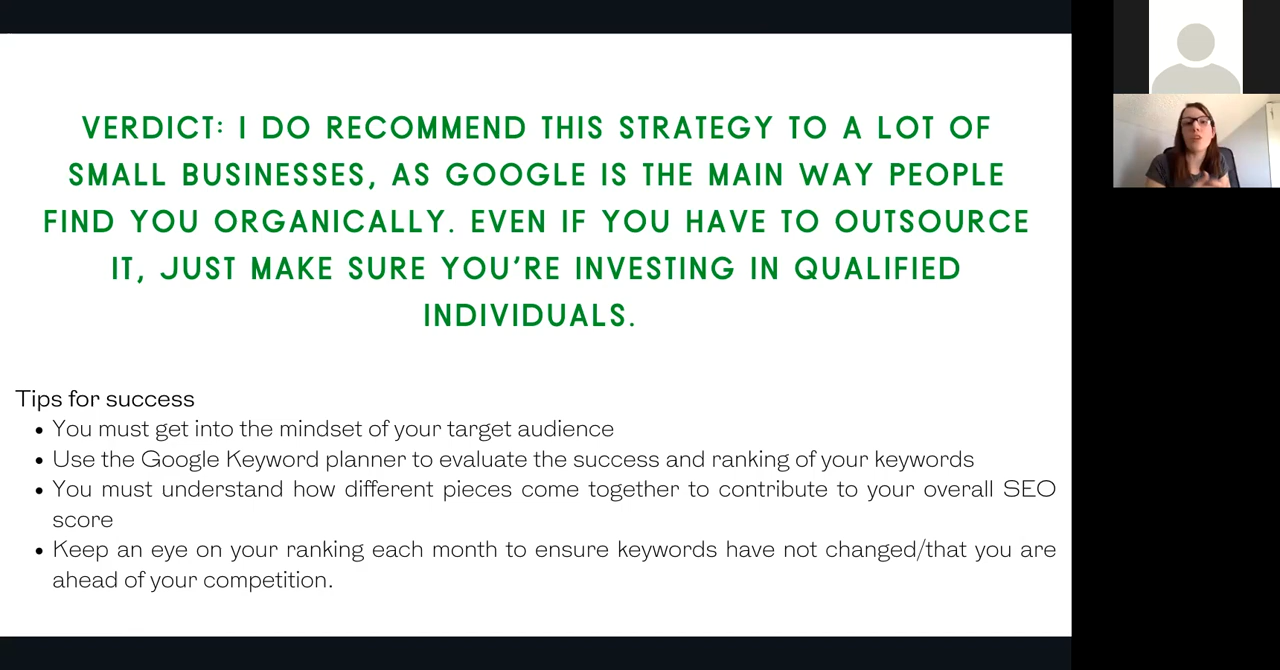 VERDICT: I DO RECOMMEND THIS STRATEGY TO A LOT OF
SMALL BUSINESSES, AS GOOGLE IS THE MAIN WAY PEOPLE
FIND YOU ORGANICALLY. EVEN IF YOU HAVE TO OUTSOURCE
IT, JUST MAKE SURE YOU'RE INVESTING IN QUALIFIED
INDIVIDUALS.
Tips for success
• You must get into the mindset of your target audience
• Use the Google Keyword planner to evaluate the success and ranking of your keywords
• You must understand how different pieces come together to contribute to your overall SEO
score
• Keep an eye on your ranking each month to ensure keywords have not changed/that you are
ahead of your competition.